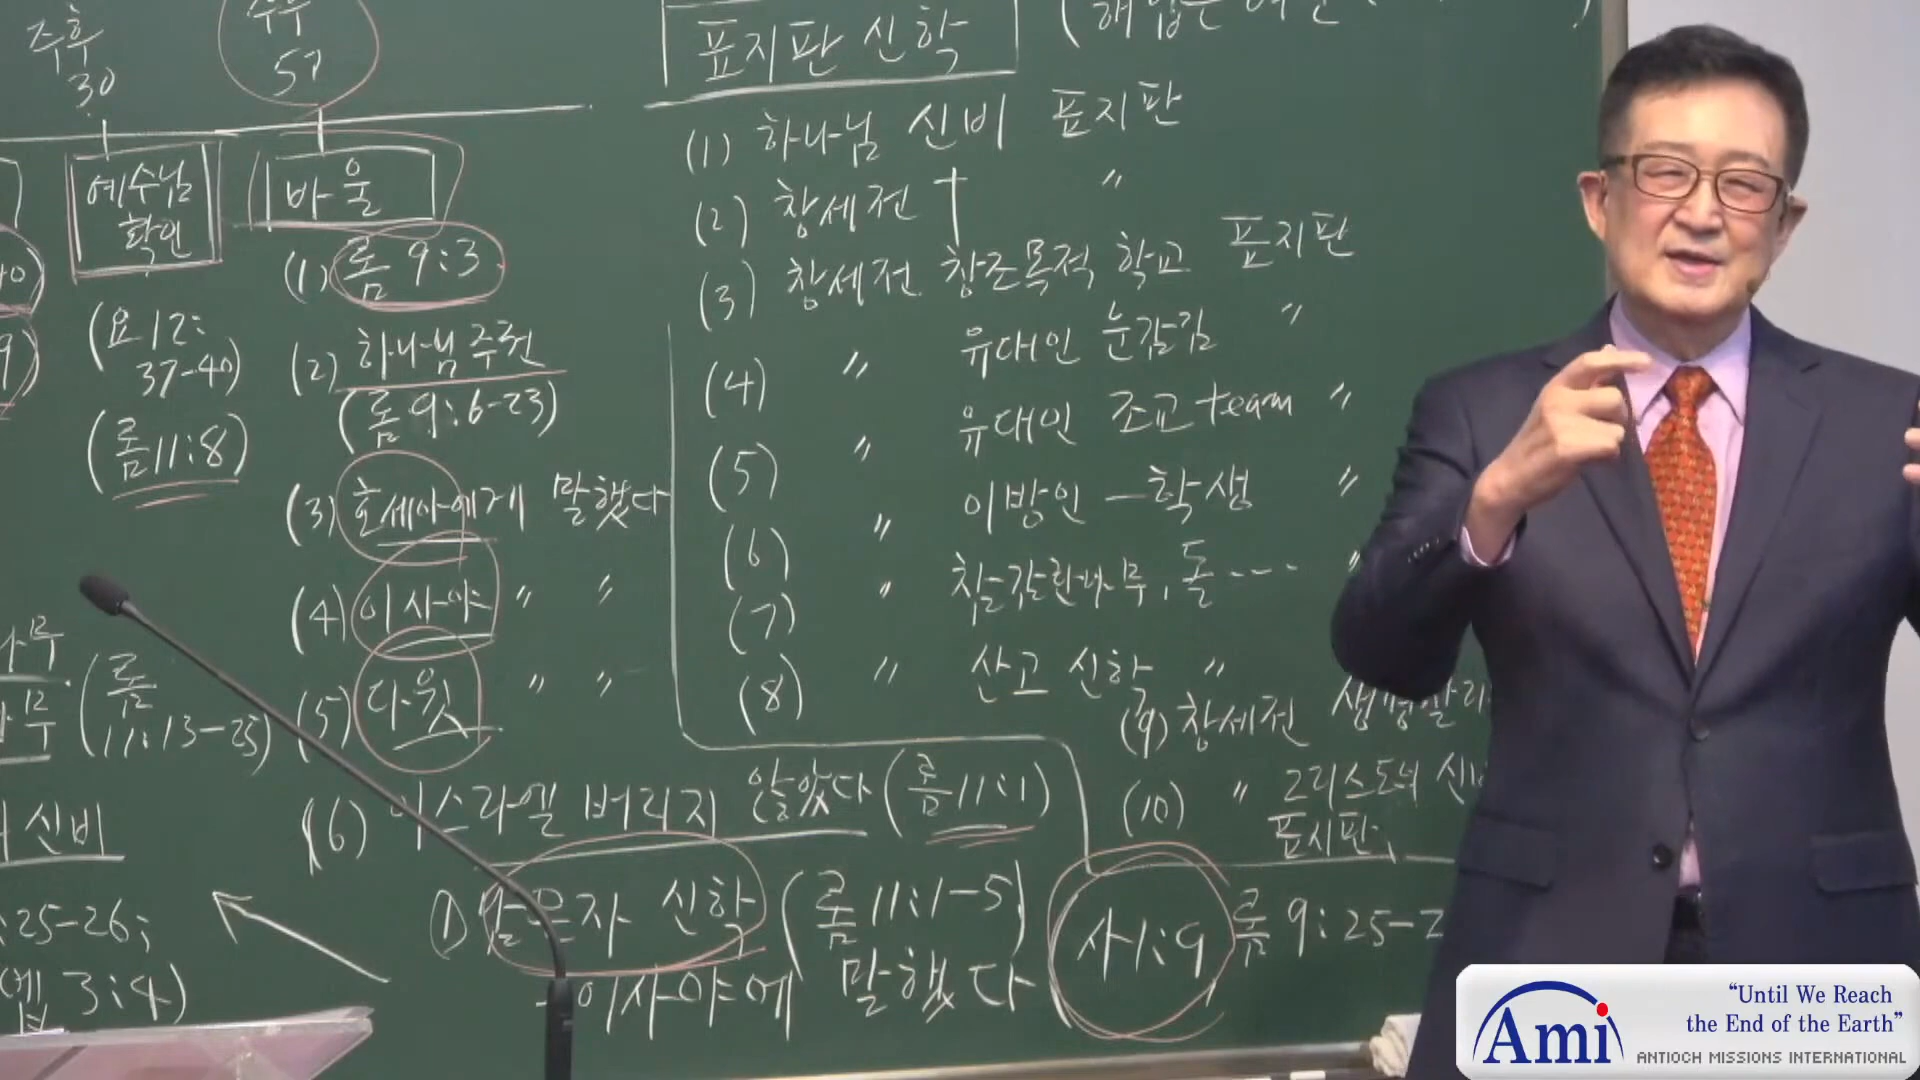 주후
30
57
예수님
확인
바울
(요 12:
37-40)
(롬 11:8)
(1) 롬 9:3
(2) 하나님 주권
(롬 9:6-23)
(3) 호세아에게 말했다
(4) 이사야 〃 〃
(5) 다윗 〃 〃
(6) 이스라엘 버리지 않았다 (롬 11:1)
① 남은자 신학 (롬 11:1-5)
이사야에 말했다
(롬
11:13-25)
신비
:25-26;
(엡 3:4)
표지판 신학
(1) 하나님 신비 표지판
(2) 창세전 † 〃
(3) 창세전 창조목적 학교 표지판
(4) 〃 유대인 눈감김 〃
(5) 〃 유대인 조교 team 〃
(6) 〃 이방인 - 학생 〃
(7) 〃 참감란나무, 돌---- 〃
(8) 〃 산고 신학 〃
(9) 창세전
(10) 〃 그리스도
표지판
사 1:9
롬 9:25-2
Ami
“Until We Reach
the End of the Earth”
ANTIOCH MISSIONS INTERNATIONAL